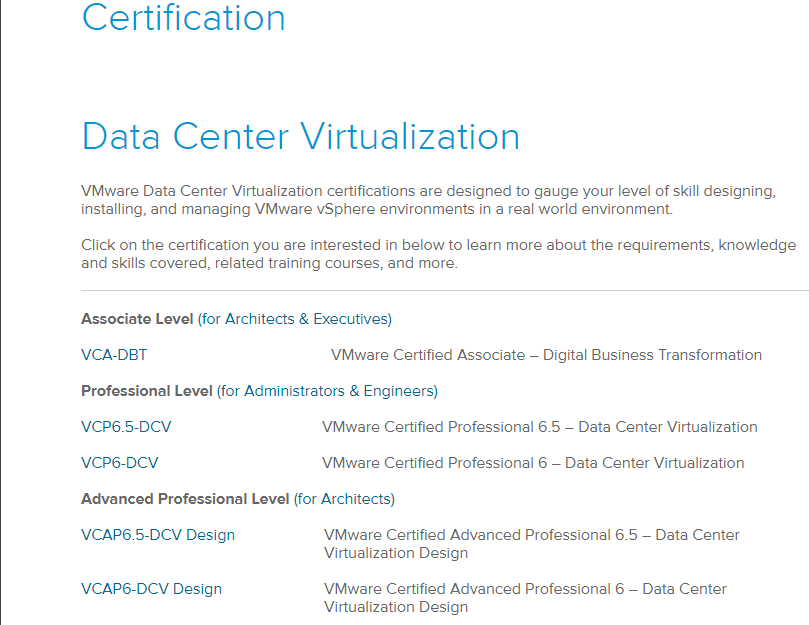 Certification
Data Center Virtualization
VMware Data Center Virtualization certifications are designed to gauge your level of skill designing,
installing, and managing VMware vSphere environments in a real world environment.
Click on the certification you are interested in below to learn more about the requirements, knowledge
and skills covered, related training courses, and more.
Associate Level (for Architects & Executives)
VCA-DBT VMware Certified Associate – Digital Business Transformation
Professional Level (for Administrators & Engineers)
VCP6.5-DCV VMware Certified Professional 6.5 – Data Center Virtualization
VCP6-DCV VMware Certified Professional 6 – Data Center Virtualization
Advanced Professional Level (for Architects)
VCAP6.5-DCV Design VMware Certified Advanced Professional 6.5 – Data Center
Virtualization Design
VCAP6-DCV Design VMware Certified Advanced Professional 6 – Data Center
Virtualization Design